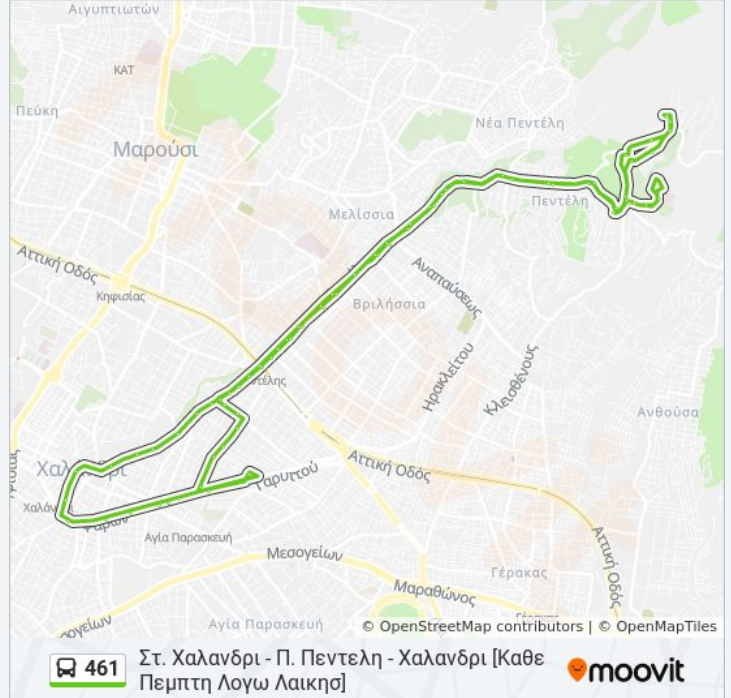 Αιγυπτιωτών
ΚΑΤ
Πεύκη
Μαρούσι
Νέα Πεντέλη
Πεντέλη
Μελίσσια
Αττική Οδός
Κηφισίας
Αναπαύσεως
Βριλήσσια
Ηρακλείτου
Κλεισθένους
Ανθούσα
Χαλ
Γαρυττού
Αττική Οδός
Αγία Παρασκευή
Μεσογείων
Αττική Οδός
Γέρακας
Μαραθώνος
Αγία Παρασκευή
© OpenStreetMap contributors | © OpenMapTiles
461
Στ. Χαλανδρι - Π. Πεντελη - Χαλανδρι [Καθε
Πεμπτη Λογω Λαικησ]
moovit